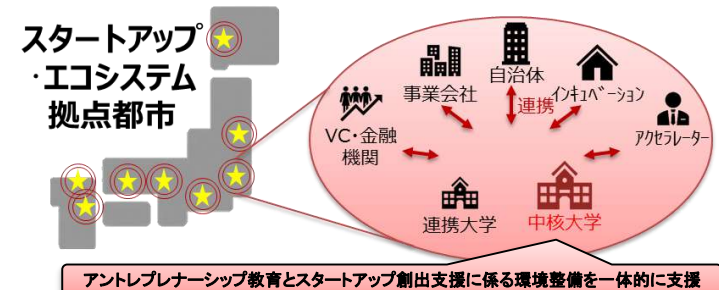 スタートアップ
・エコシステム
拠点都市
事業会社
自治体
インキュベーション
連携
VC・金融
機関
アクセラレーター
連携大学
中核大学
アントレプレナーシップ教育とスタートアップ創出支援に係る環境整備を一体的に支援